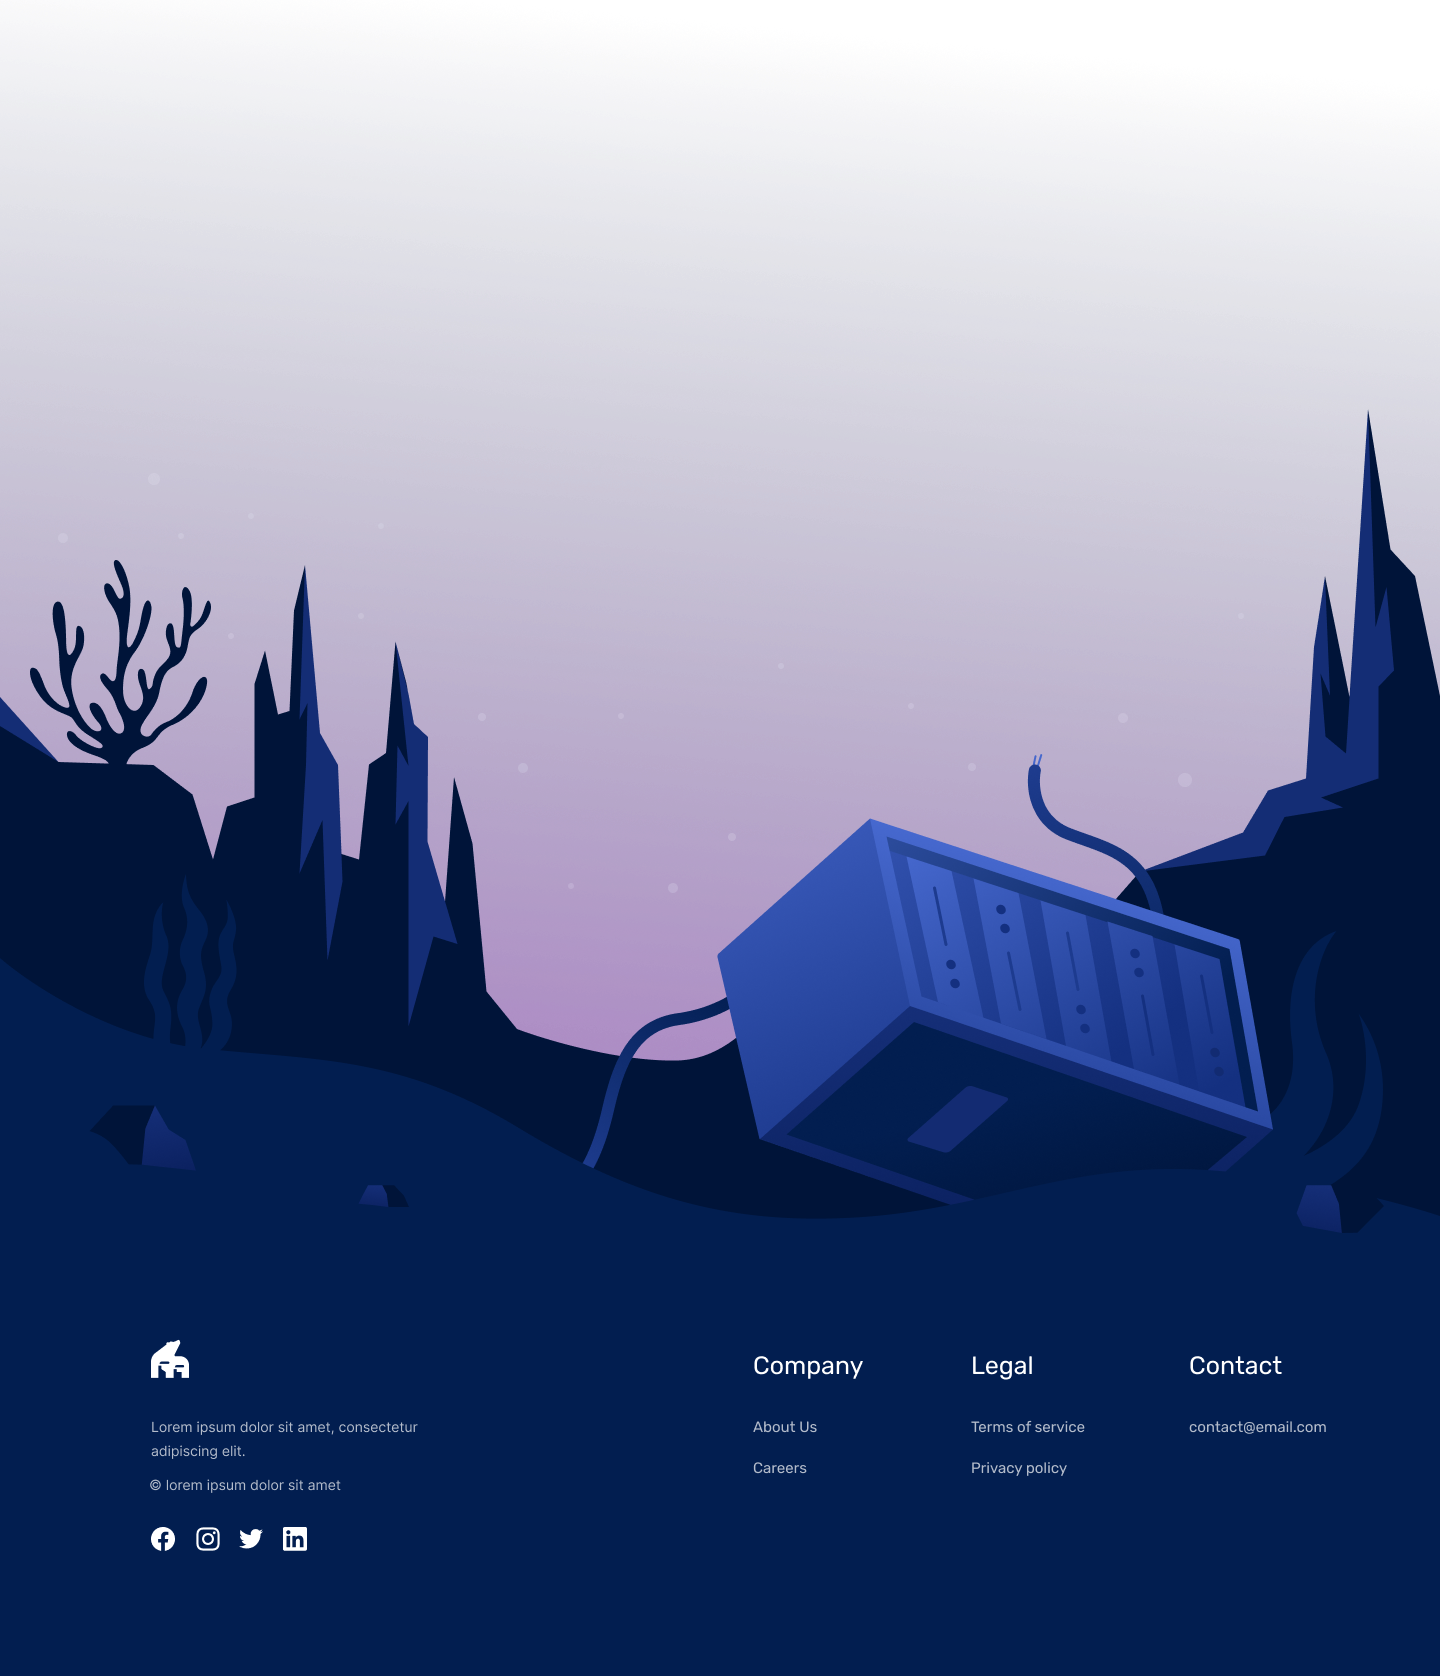 Lorem ipsum dolor sit amet, consectetur
adipiscing elit.
© lorem ipsum dolor sit amet
Company
About Us
Careers
Legal
Terms of service
Privacy policy
Contact
contact@email.com